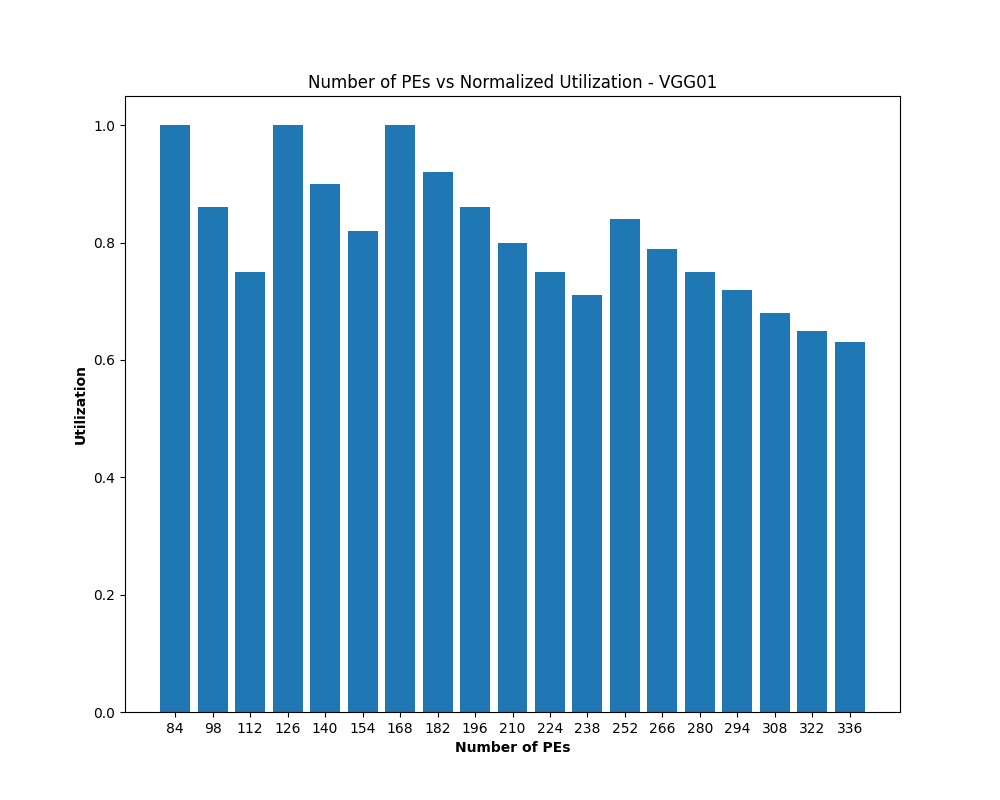 Number of PEs vs Normalized Utilization - VGG01
1.0
0.8
0.6
0.4
0.2
0.0
Utilization
84 98 112 126 140 154 168 182 196 210 224 238 252 266 280 294 308 322 336
Number of PEs